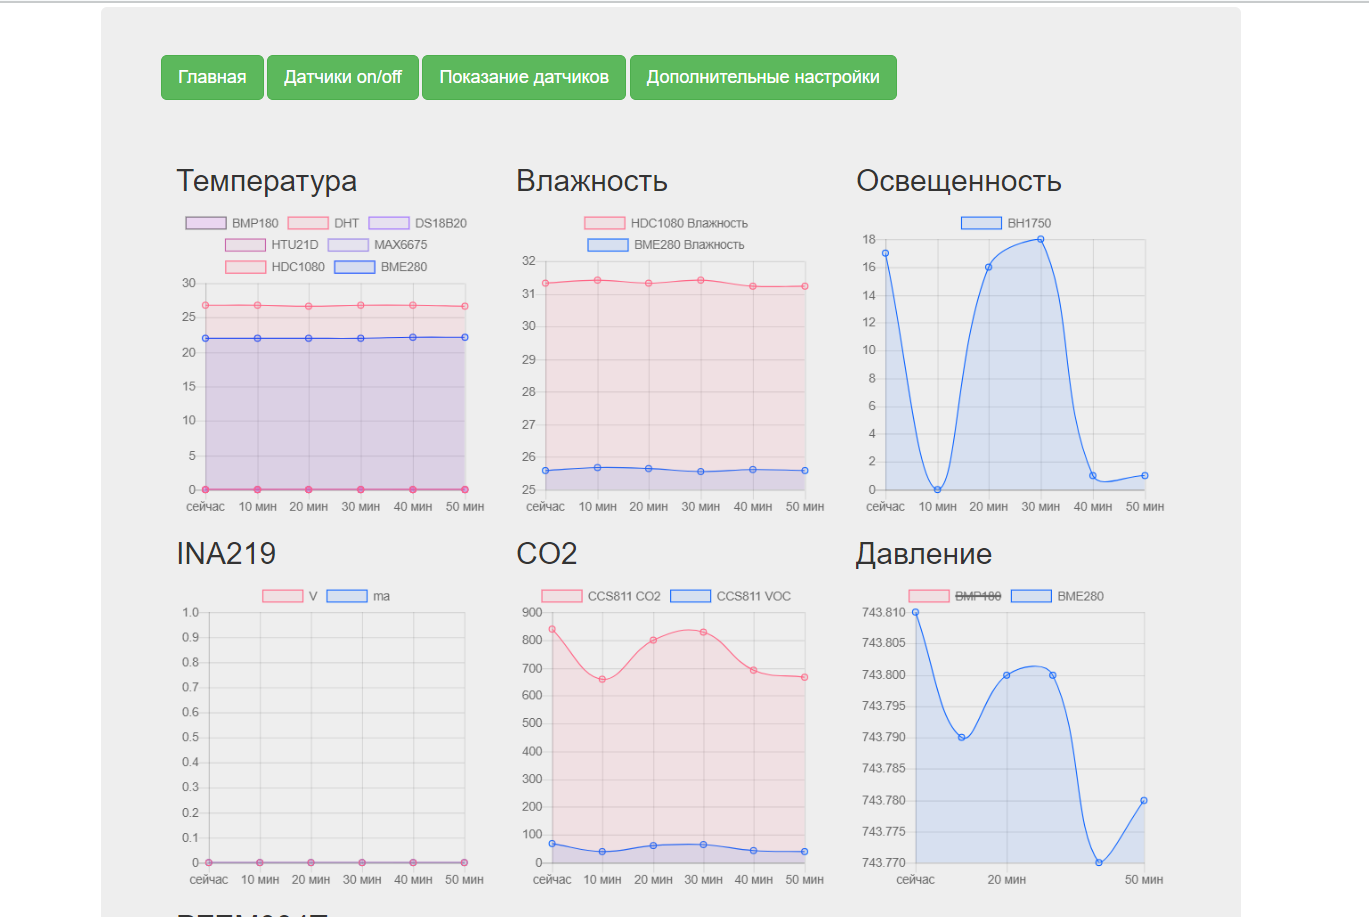 Главная Датчики on/off Показание датчиков Дополнительные настройки
Температура
BMP180 DHT DS18B20
HTU21D MAX6675
HDC1080 BME280
30
25
20
15
10
5
0
сейчас 10 мин 20 мин 30 мин 40 мин 50 мин
Влажность
HDC1080 Влажность
BME280 Влажность
32
31
30
29
28
27
26
25
сейчас 10 мин 20 мин 30 мин 40 мин 50 мин
Освещенность
BH1750
18
16
14
12
10
8
6
4
2
0
сейчас 10 мин 20 мин 30 мин 40 мин 50 мин
INA219
V ma
1.0
0.9
0.8
0.7
0.6
0.5
0.4
0.3
0.2
0.1
0
сейчас 10 мин 20 мин 30 мин 40 мин 50 мин
CO2
CCS811 CO2 CCS811 VOC
900
800
700
600
500
400
300
200
100
0
сейчас 10 мин 20 мин 30 мин 40 мин 50 мин
Давление
BMP180 BME280
743.810
743.805
743.800
743.795
743.790
743.785
743.780
743.775
743.770
сейчас 20 мин 50 мин